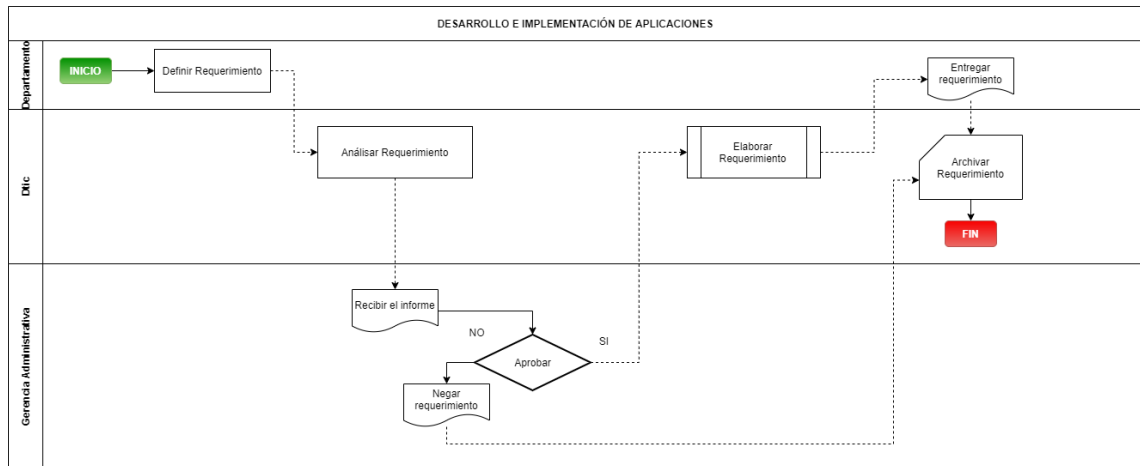 DESARROLLO E IMPLEMENTACIÓN DE APLICACIONES
Departamento
INICIO
Definir Requerimiento
Entregar
requerimiento
Dtic
Análisar Requerimiento
Elaborar
Requerimiento
Archivar
Requerimiento
FIN
Gerencia Administrativa
Recibir el informe
NO
SI
Aprobar
Negar
requerimiento